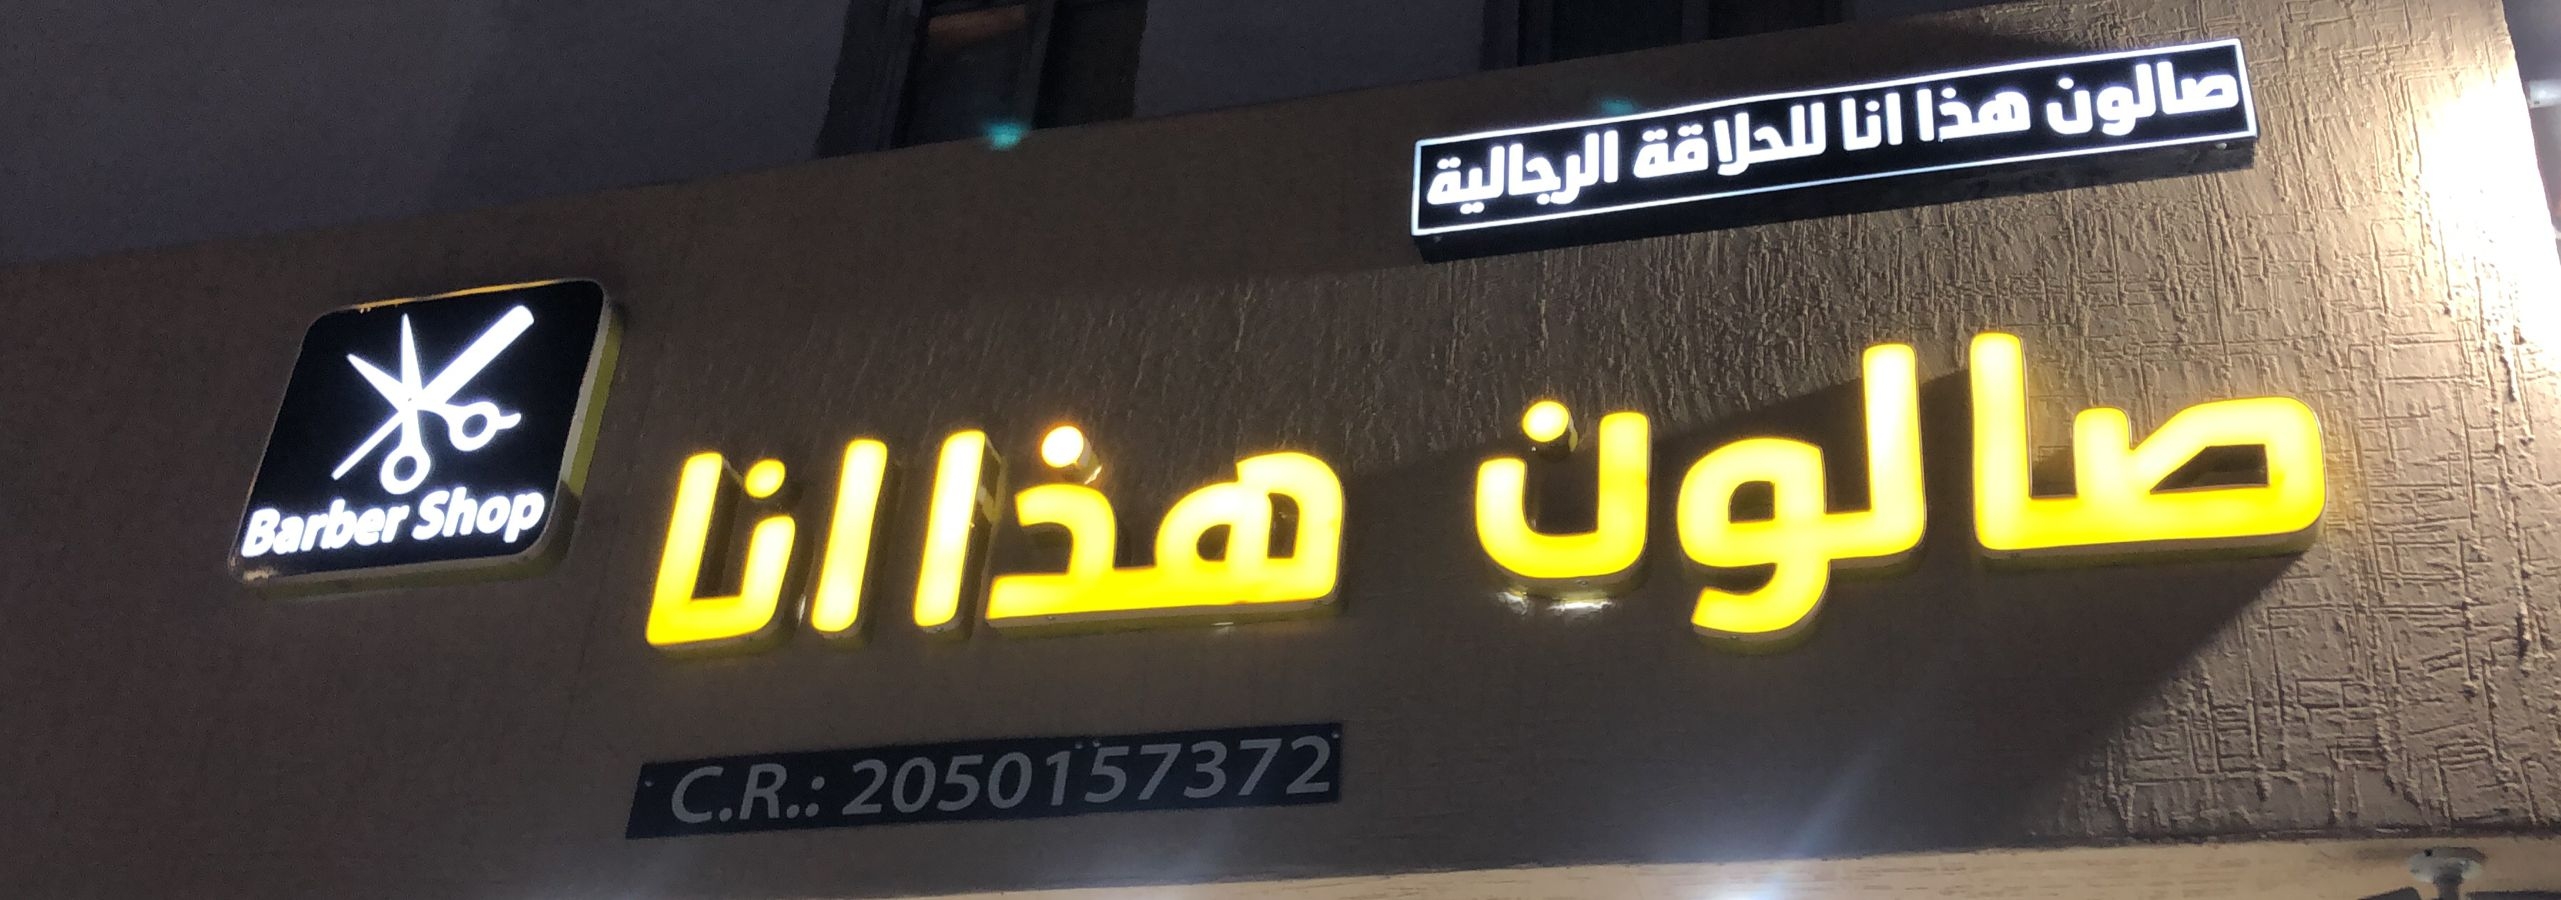 صالون هذا انا للحلاقة الرجالية
صالون هذا انا
Barber Shop
C.R.: 2050157372